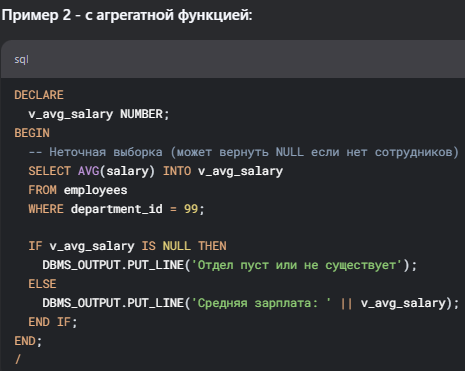 Пример 2 - с агрегатной функцией:
sql
DECLARE
  v_avg_salary NUMBER;
BEGIN
  -- Неточная выборка (может вернуть NULL если нет сотрудников)
  SELECT AVG(salary) INTO v_avg_salary
  FROM employees
  WHERE department_id = 99;

  IF v_avg_salary IS NULL THEN
    DBMS_OUTPUT.PUT_LINE('Отдел пуст или не существует');
  ELSE
    DBMS_OUTPUT.PUT_LINE('Средняя зарплата: ' || v_avg_salary);
  END IF;
END;
/